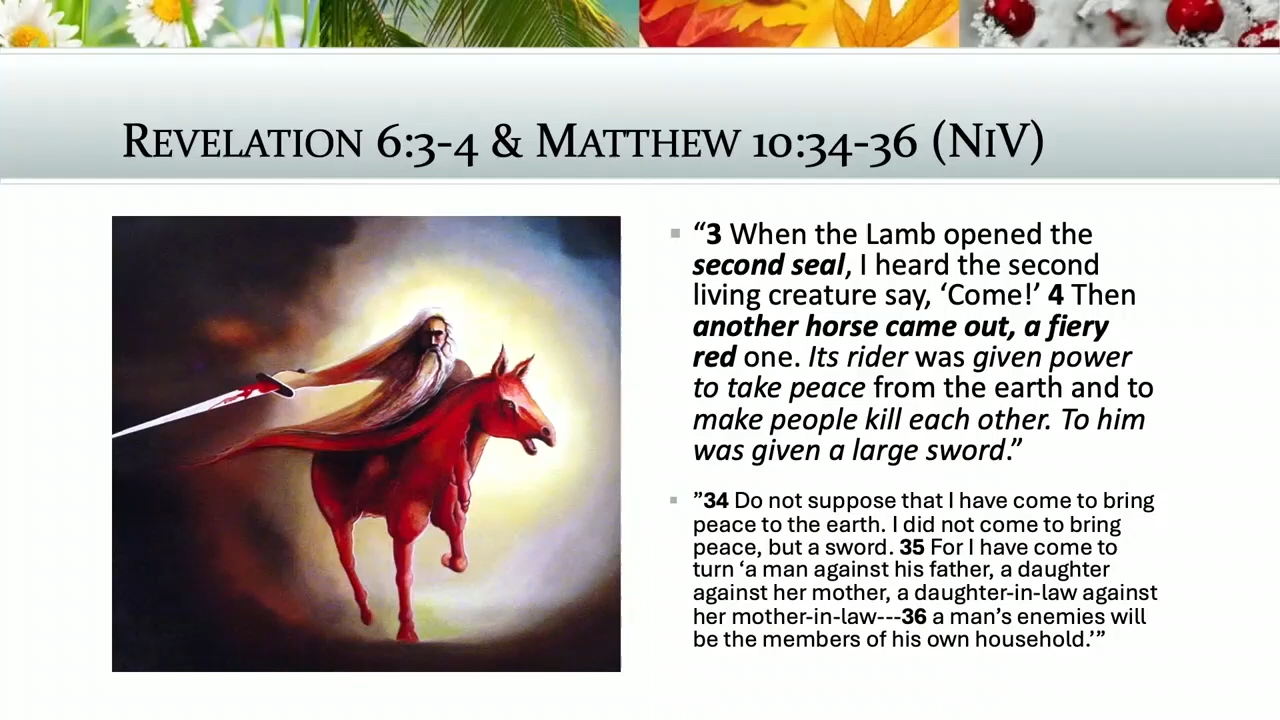 REVELATION 6:3-4 & MATTHEW 10:34-36 (NIV)
“3 When the Lamb opened the
second seal, I heard the second
living creature say, ‘Come!’ 4 Then
another horse came out, a fiery
red one. Its rider was given power
to take peace from the earth and to
make people kill each other. To him
was given a large sword.”
”34 Do not suppose that I have come to bring
peace to the earth. I did not come to bring
peace, but a sword. 35 For I have come to
turn ‘a man against his father, a daughter
against her mother, a daughter-in-law against
her mother-in-law---36 a man’s enemies will
be the members of his own household.’”